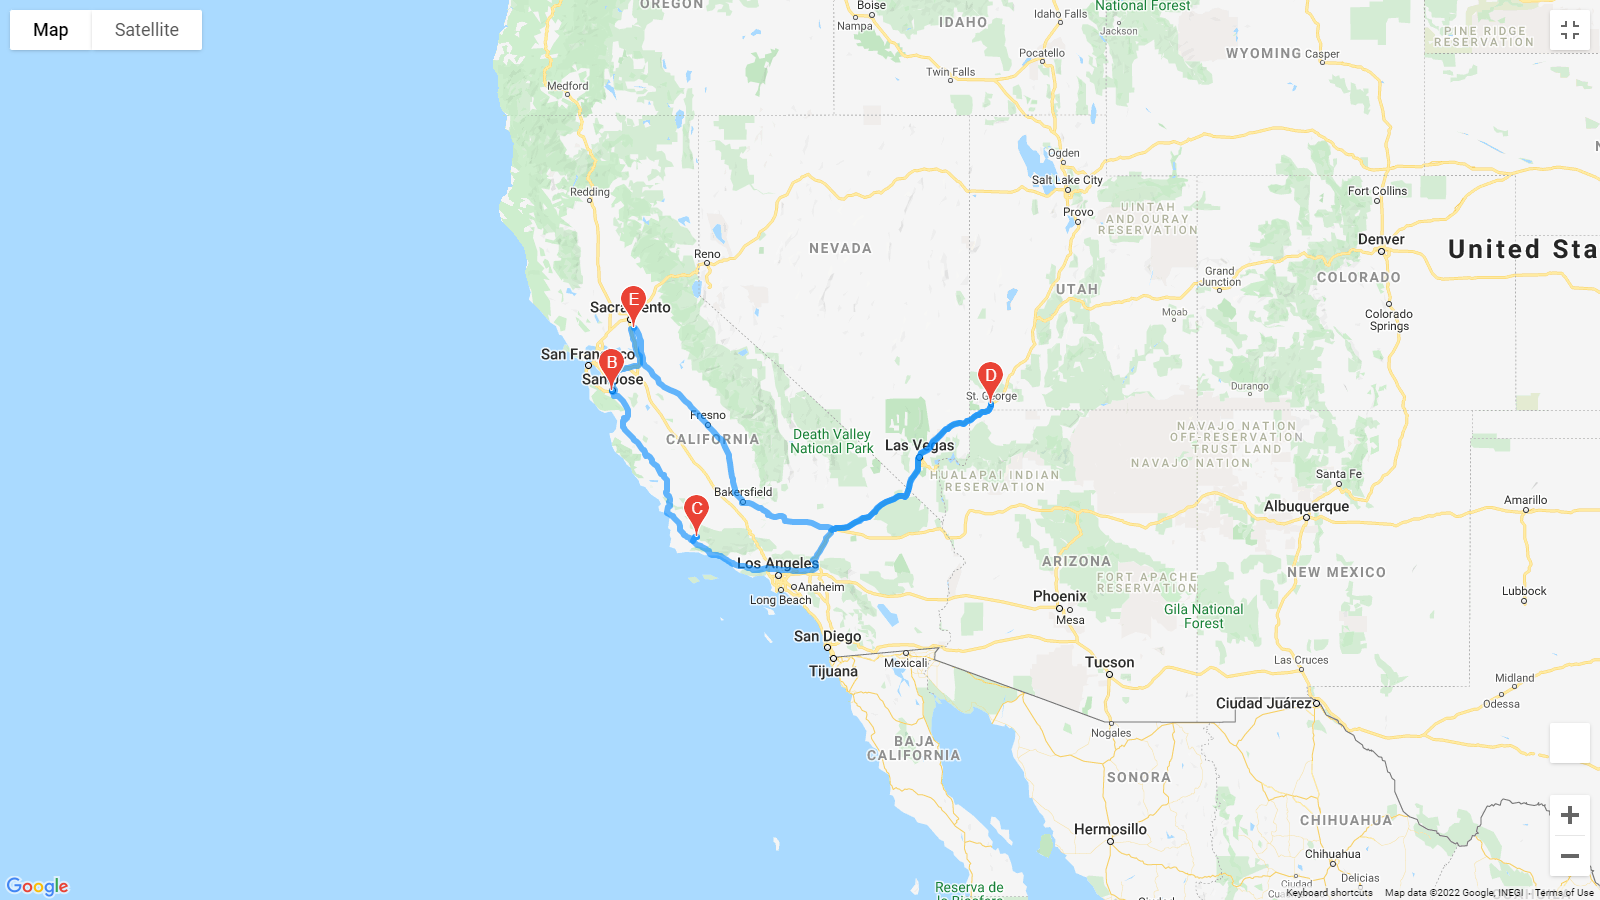 Map
Satellite
OREGON
Medford
Redding
Boise
Nampa
IDAHO
Idaho Falls
National Forest
Jackson
Pocatello
Twin Falls
WYOMING
Casper
PINE RIDGE
RESERVATION
Ogden
Salt Lake City
Provo
UINTAH
AND OURAY
RESERVATION
Fort Collins
Denver
United Sta
COLORADO
Colorado
Springs
Grand
Junction
UTAH
Moab
Reno
NEVADA
E
Sacramento
San Francisco
B
San Jose
Fresno
CALIFORNIA
Death Valley
National Park
Las Vegas
D
St. George
Durango
HUALAPAI INDIAN
RESERVATION
NAVAJO NATION
OFF-RESERVATION
TRUST LAND
NAVAJO NATION
Santa Fe
Albuquerque
Amarillo
Bakersfield
C
Los Angeles
Anaheim
Long Beach
San Diego
Tijuana
Mexicali
ARIZONA
FORT APACHE
RESERVATION
Phoenix
Mesa
Gila National
Forest
NEW MEXICO
Lubbock
Tucson
Las Cruces
Midland
Odessa
Ciudad Juárez
Nogales
BAJA
CALIFORNIA
SONORA
Hermosillo
CHIHUAHUA
Chihuahua
Delicias
Ciudad
Reserva de
Google
Keyboard shortcuts
Map data ©2022 Google, INEGI
Terms of Use